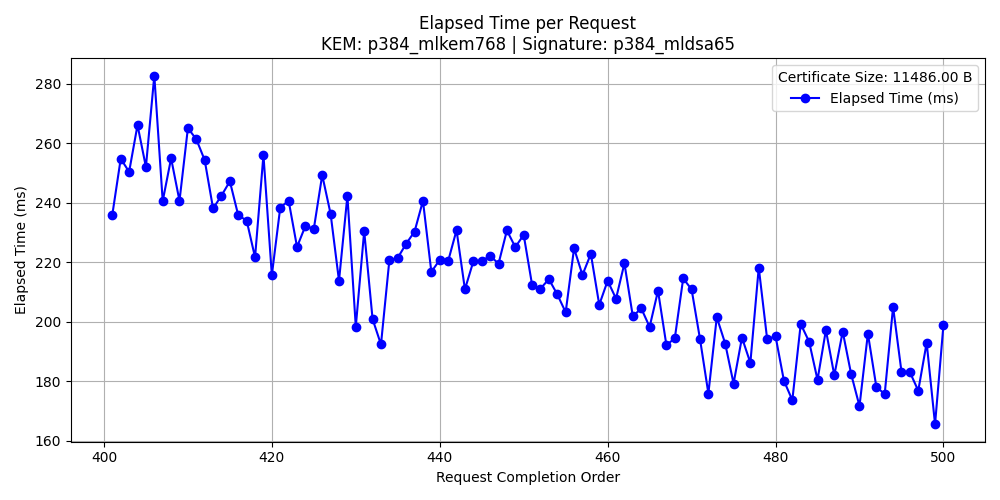 Elapsed Time per Request
KEM: p384_mlkem768 | Signature: p384_mldsa65
Certificate Size: 11486.00 B
Elapsed Time (ms)
Elapsed Time (ms)
280
260
240
220
200
180
160
400
420
440
460
480
500
Request Completion Order